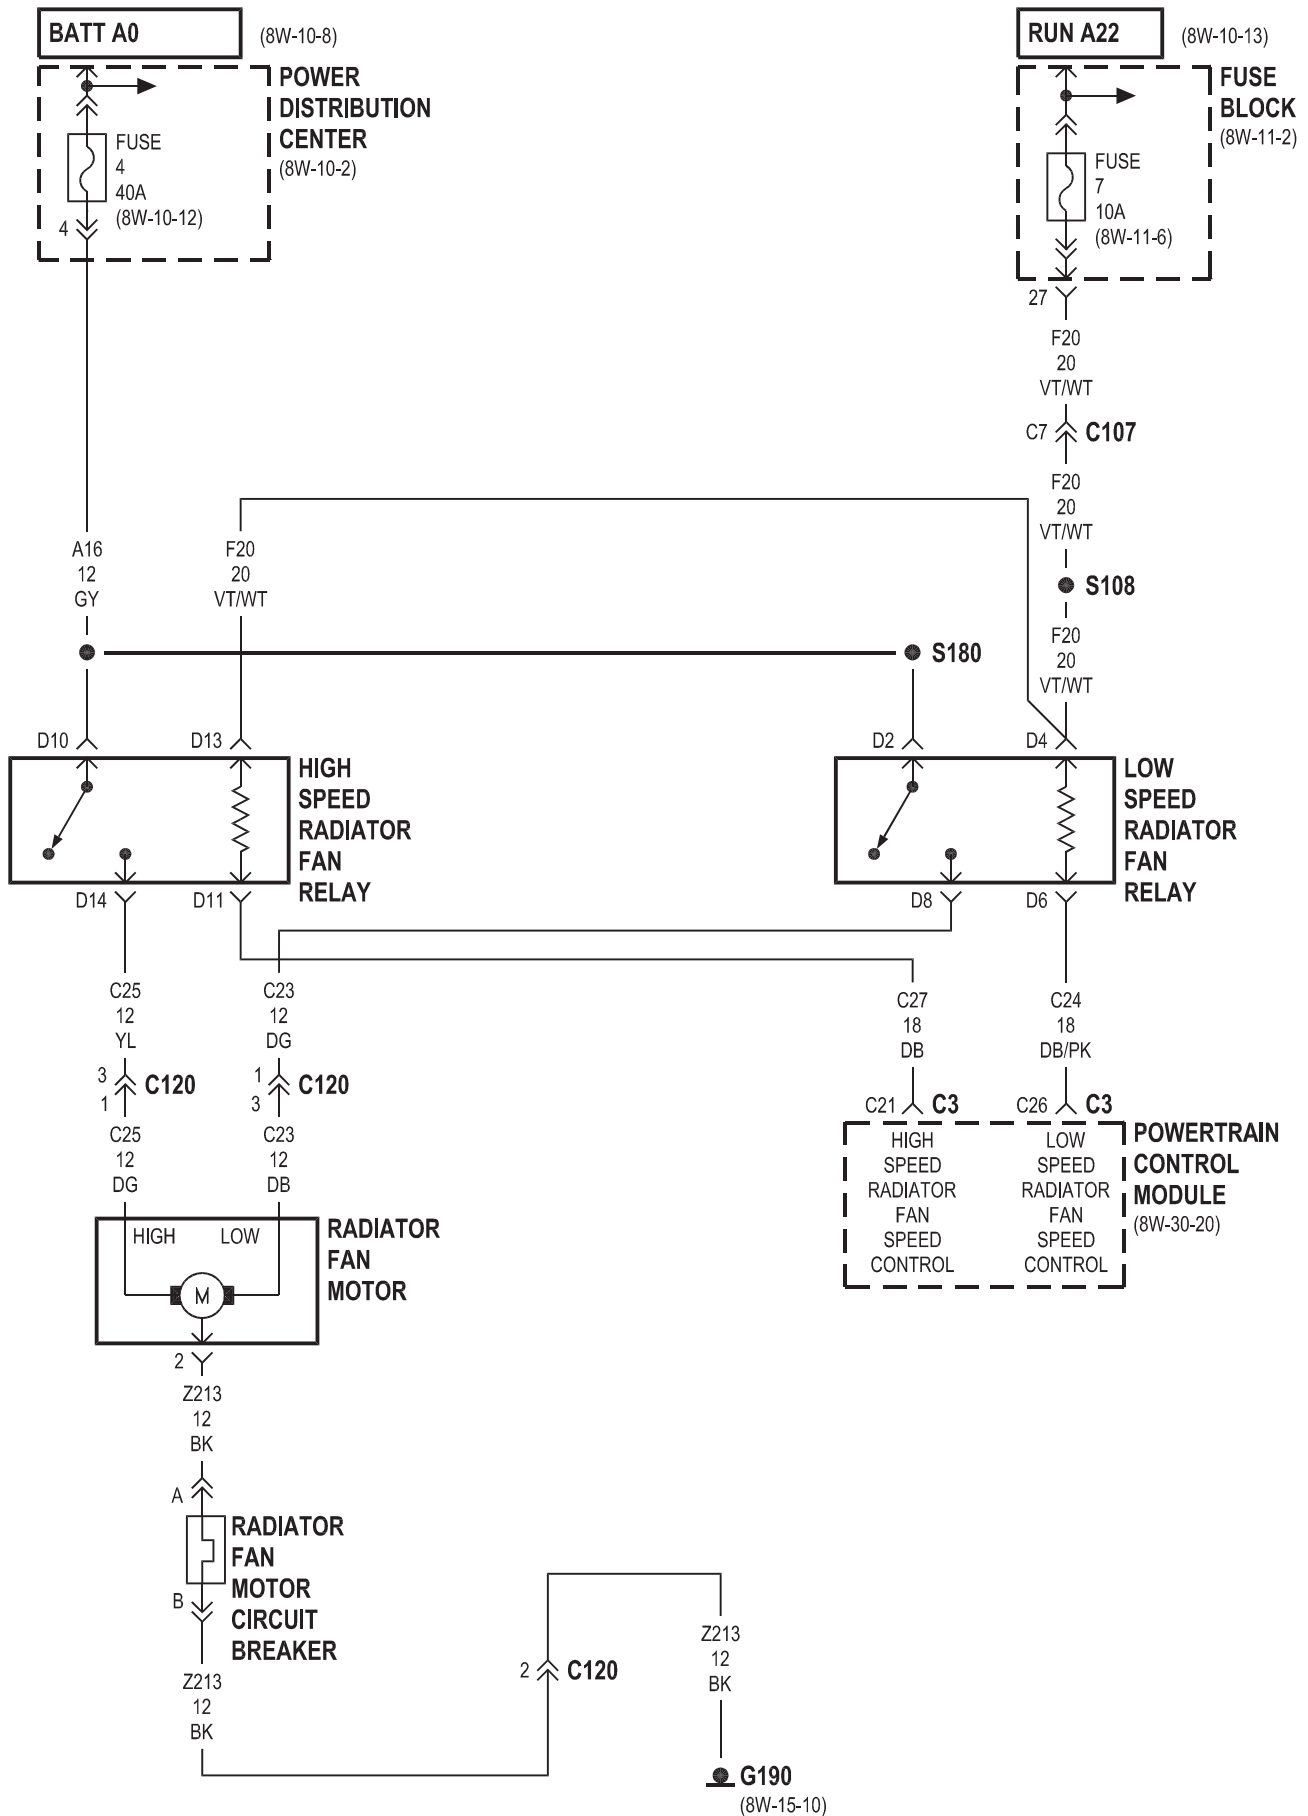 BATT A0
(8W-10-8)
RUN A22
(8W-10-13)
POWER
DISTRIBUTION
CENTER
(8W-10-2)
FUSE
4
40A
(8W-10-12)
4
FUSE
BLOCK
(8W-11-2)
FUSE
7
10A
(8W-11-6)
27
F20
20
VT/WT
C7
C107
F20
20
VT/WT
S108
F20
20
VT/WT
A16
12
GY
F20
20
VT/WT
S180
D10
D13
D2
D4
HIGH
SPEED
RADIATOR
FAN
RELAY
LOW
SPEED
RADIATOR
FAN
RELAY
D14
D11
D8
D6
C25
12
YL
C23
12
DG
C27
18
DB
C24
18
DB/PK
3
C120
1
1
C120
3
C21
C3
C26
C3
C25
12
DG
C23
12
DB
HIGH
SPEED
RADIATOR
FAN
SPEED
CONTROL
LOW
SPEED
RADIATOR
FAN
SPEED
CONTROL
POWERTRAIN
CONTROL
MODULE
(8W-30-20)
HIGH
LOW
M
RADIATOR
FAN
MOTOR
2
Z213
12
BK
A
RADIATOR
FAN
MOTOR
CIRCUIT
BREAKER
B
Z213
12
BK
2
C120
Z213
12
BK
G190
(8W-15-10)